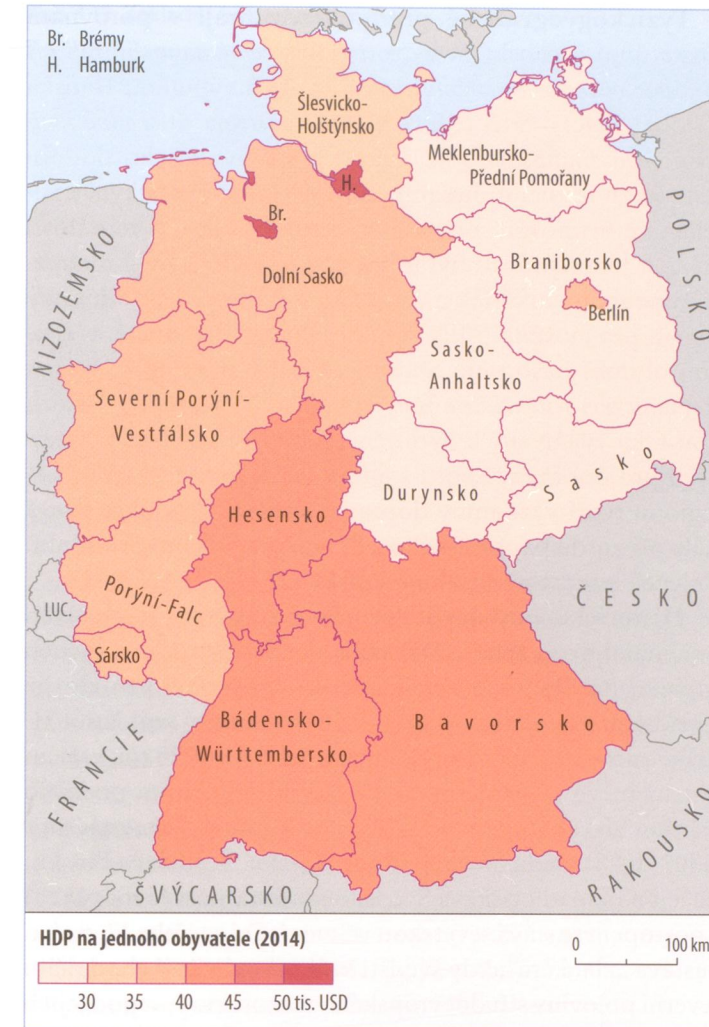 Br. Brémy
H. Hamburk
Šlesvicko-
Holštýnsko
Meklenbursko-
Přední Pomořany
H.
Br.
POLSKO
NIZOZEMSKO
Dolní Sasko
Braniborsko
Berlín
Sasko-
Anhaltsko
Severní Porýní-
Vestfálsko
Sasko
Durynsko
Hesensko
Porýní-Falc
LUC.
ČESKO
Sársko
Bádensko-
Württembersko
Bavorsko
FRANCIE
RAKOUSKO
ŠVÝCARSKO
HDP na jednoho obyvatele (2014)
0 100 km
30 35 40 45 50 tis. USD